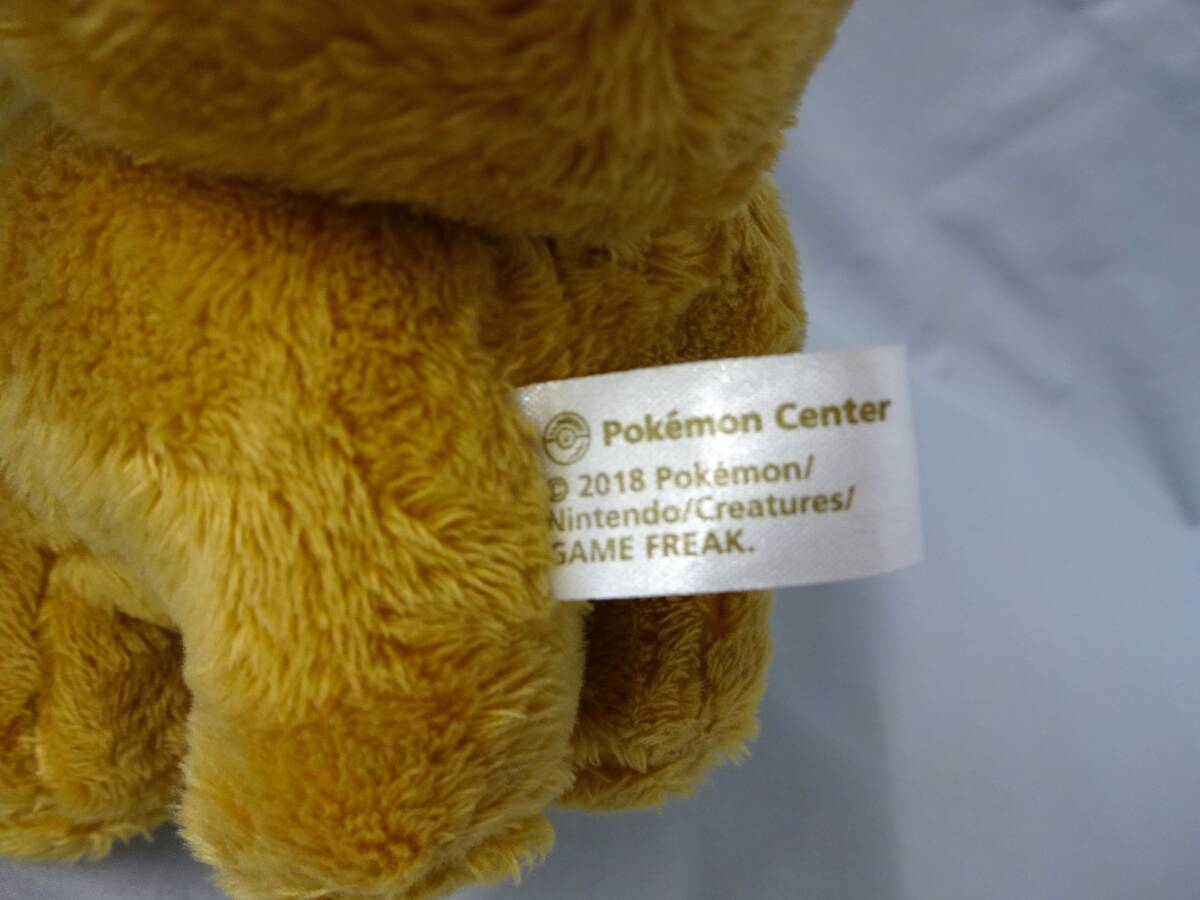 Pokémon Center
© 2018 Pokémon/
Nintendo/Creatures/
GAME FREAK.